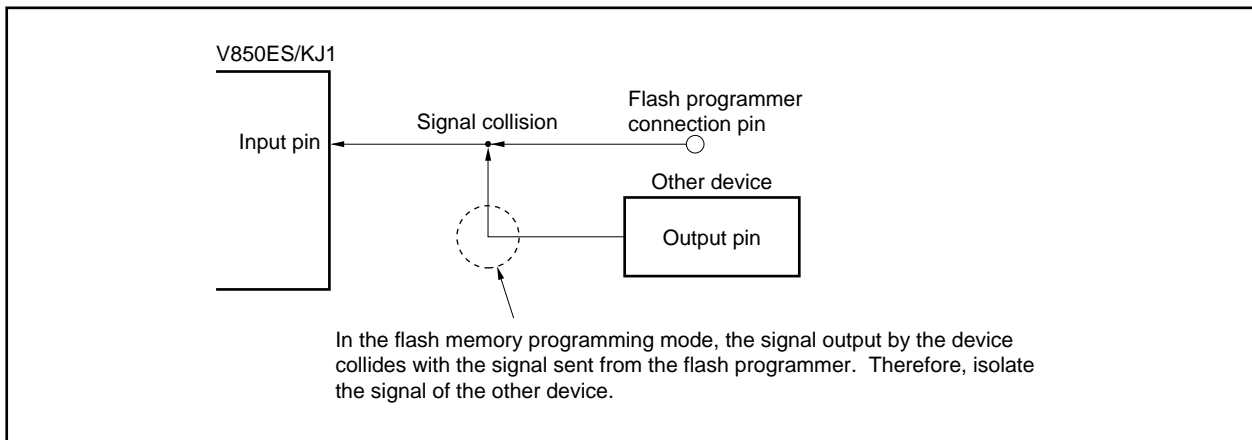 V850ES/KJ1
Flash programmer
connection pin
Signal collision
Input pin
Other device
Output pin
In the flash memory programming mode, the signal output by the device
collides with the signal sent from the flash programmer.  Therefore, isolate
the signal of the other device.